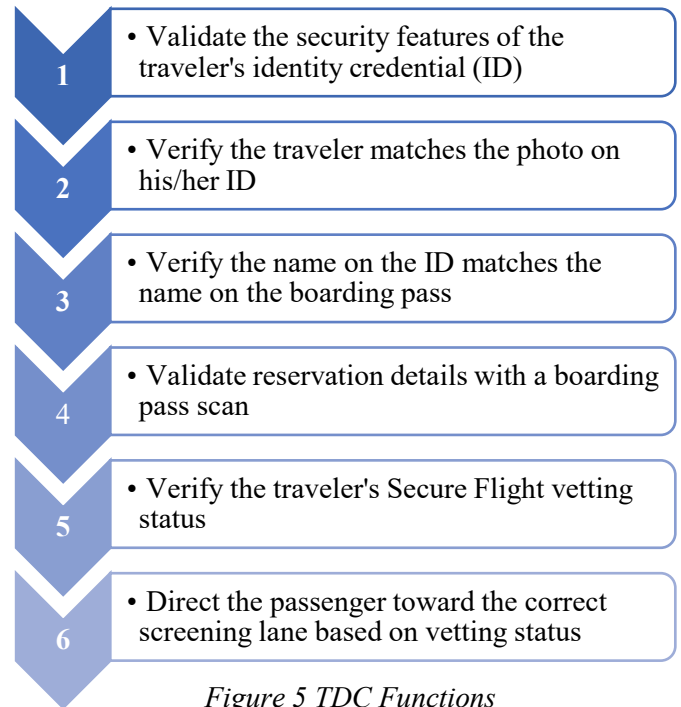 1
• Validate the security features of the
traveler's identity credential (ID)
2
• Verify the traveler matches the photo on
his/her ID
3
• Verify the name on the ID matches the
name on the boarding pass
4
• Validate reservation details with a boarding
pass scan
5
• Verify the traveler's Secure Flight vetting
status
6
• Direct the passenger toward the correct
screening lane based on vetting status
Figure 5 TDC Functions